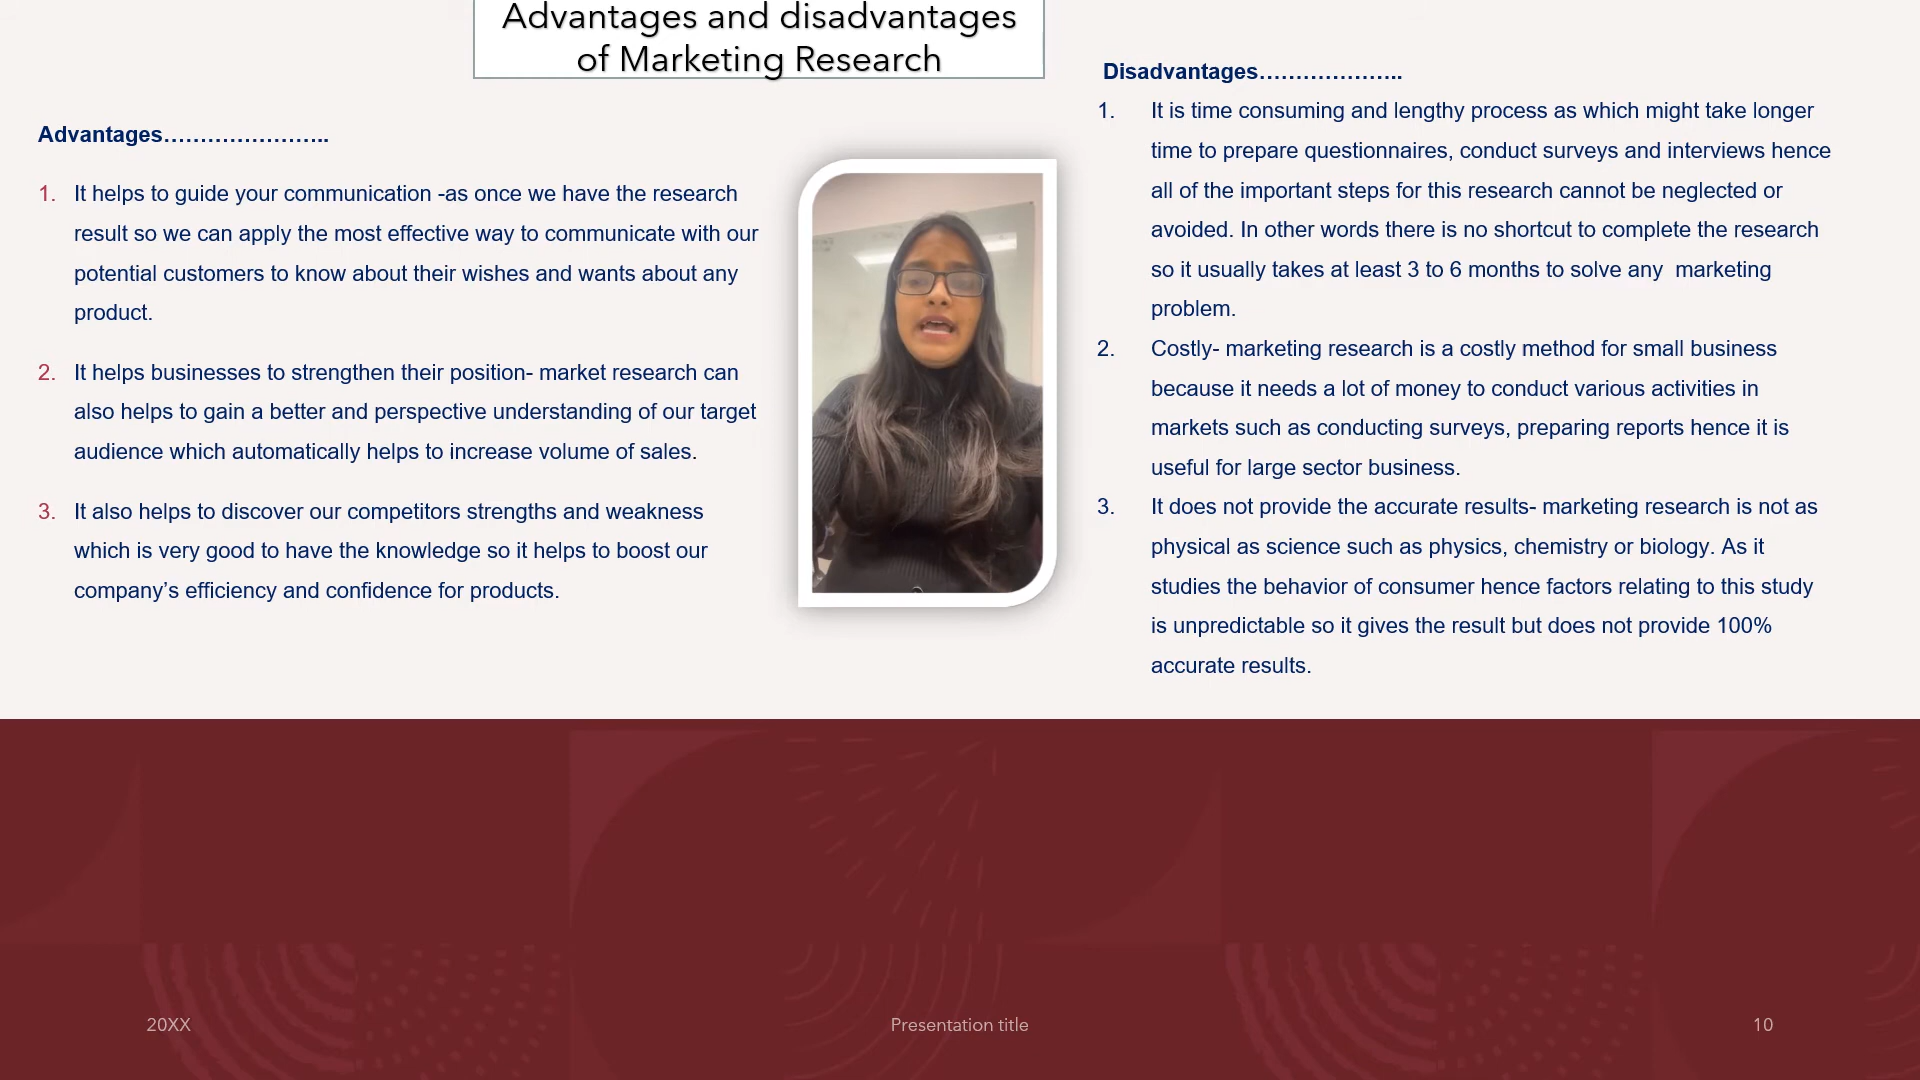 Advantages and disadvantages
of Marketing Research
Advantages…………………..
1. It helps to guide your communication -as once we have the research
result so we can apply the most effective way to communicate with our
potential customers to know about their wishes and wants about any
product.
2. It helps businesses to strengthen their position- market research can
also helps to gain a better and perspective understanding of our target
audience which automatically helps to increase volume of sales.
3. It also helps to discover our competitors strengths and weakness
which is very good to have the knowledge so it helps to boost our
company’s efficiency and confidence for products.
Disadvantages………………..
1. It is time consuming and lengthy process as which might take longer
time to prepare questionnaires, conduct surveys and interviews hence
all of the important steps for this research cannot be neglected or
avoided. In other words there is no shortcut to complete the research
so it usually takes at least 3 to 6 months to solve any  marketing
problem.
2. Costly- marketing research is a costly method for small business
because it needs a lot of money to conduct various activities in
markets such as conducting surveys, preparing reports hence it is
useful for large sector business.
3. It does not provide the accurate results- marketing research is not as
physical as science such as physics, chemistry or biology. As it
studies the behavior of consumer hence factors relating to this study
is unpredictable so it gives the result but does not provide 100%
accurate results.
20XX
Presentation title
10